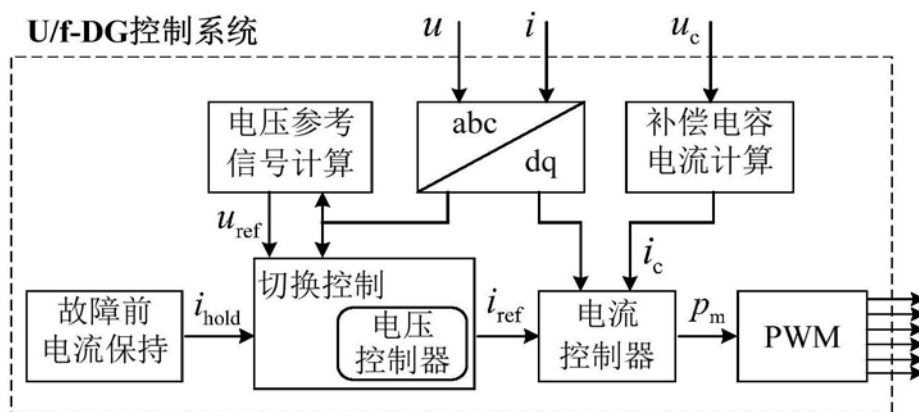 U/f-DG控制系统
u
i
u_c
电压参考
信号计算
abc
dq
补偿电容
电流计算
u_ref
i_c
故障前
电流保持
i_hold
切换控制
电压
控制器
i_ref
电流
控制器
p_m
PWM